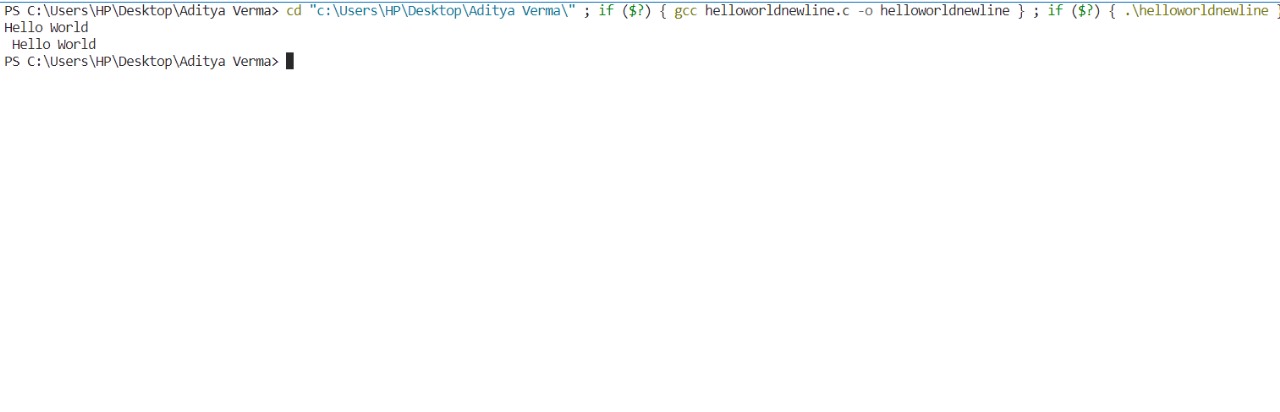 PS C:\Users\HP\Desktop\Aditya Verma> cd "c:\Users\HP\Desktop\Aditya Verma\" ; if ($?) { gcc helloworldnewline.c -o helloworldnewline } ; if ($?) { .\helloworldnewline }
Hello World
 Hello World
PS C:\Users\HP\Desktop\Aditya Verma>